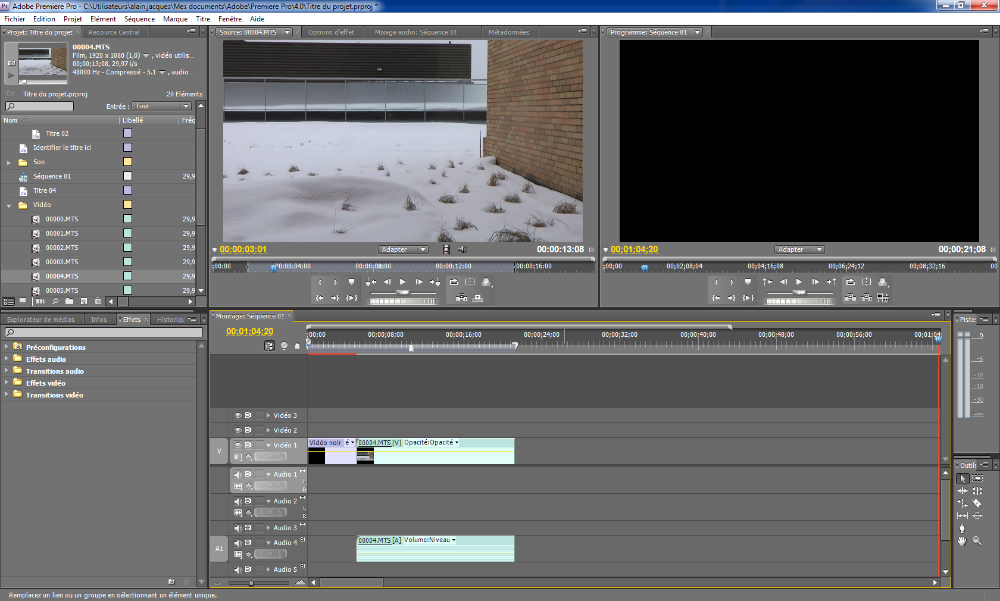 Adobe Premiere Pro - C:\Utilisateurs\alain.jacques\Mes documents\Adobe\Premiere Pro\4.0\Titre du projet.prproj *
Fichier Edition Projet Elément Séquence Marque Titre Fenêtre Aide
Projet: Titre du projet Resource Central
00004.MTS
Film, 1920 x 1080 (1,0) , vidéo utilis...
00;00;13;08, 29,97 i/s
48000 Hz - Compressé - 5.1 , audio ...
Titre du projet.prproj 20 Eléments
Entrée : Tout
Nom Libellé Fréq
Titre 02
Identifier le titre ici
Son
Séquence 01 29,9
Titre 04
Vidéo
00000.MTS 29,9
00001.MTS 29,9
00002.MTS 29,9
00003.MTS 29,9
00004.MTS 29,9
00005.MTS 29,9
Source: 00004.MTS Options d'effet Mixage audio: Séquence 01 Métadonnées
00:00:03:01 Adapter 00:00:13:08
:00:00 00:00:04:00 00:00:08:00 00:00:12:00 00:00:16:00
Programme: Séquence 01
00;01;04;20 Adapter 00;00;21;08
;00;00 00;02;08;04 00;04;16;08 00;06;24;12 00;08;32;16 00
Explorateur de médias Infos Effets Historiqu
Préconfigurations
Effets audio
Transitions audio
Effets vidéo
Transitions vidéo
Montage: Séquence 01
00;01;04;20
;00;00 00;00;08;00 00;00;16;00 00;00;24;00 00;00;32;00 00;00;40;00 00;00;48;00 00;00;56;00 00;01;04;
Vidéo 3
Vidéo 2
V Vidéo 1 Vidéo noir :é 00004.MTS [V] Opacité:Opacité
Audio 1 L R
Audio 2 L R
Audio 3
A1 Audio 4 5.1 00004.MTS [A] Volume:Niveau
Audio 5 5.1
Pistes
0
-6
-12
-18
-30
-∞
Outils
Remplacez un lien ou un groupe en sélectionnant un élément unique.